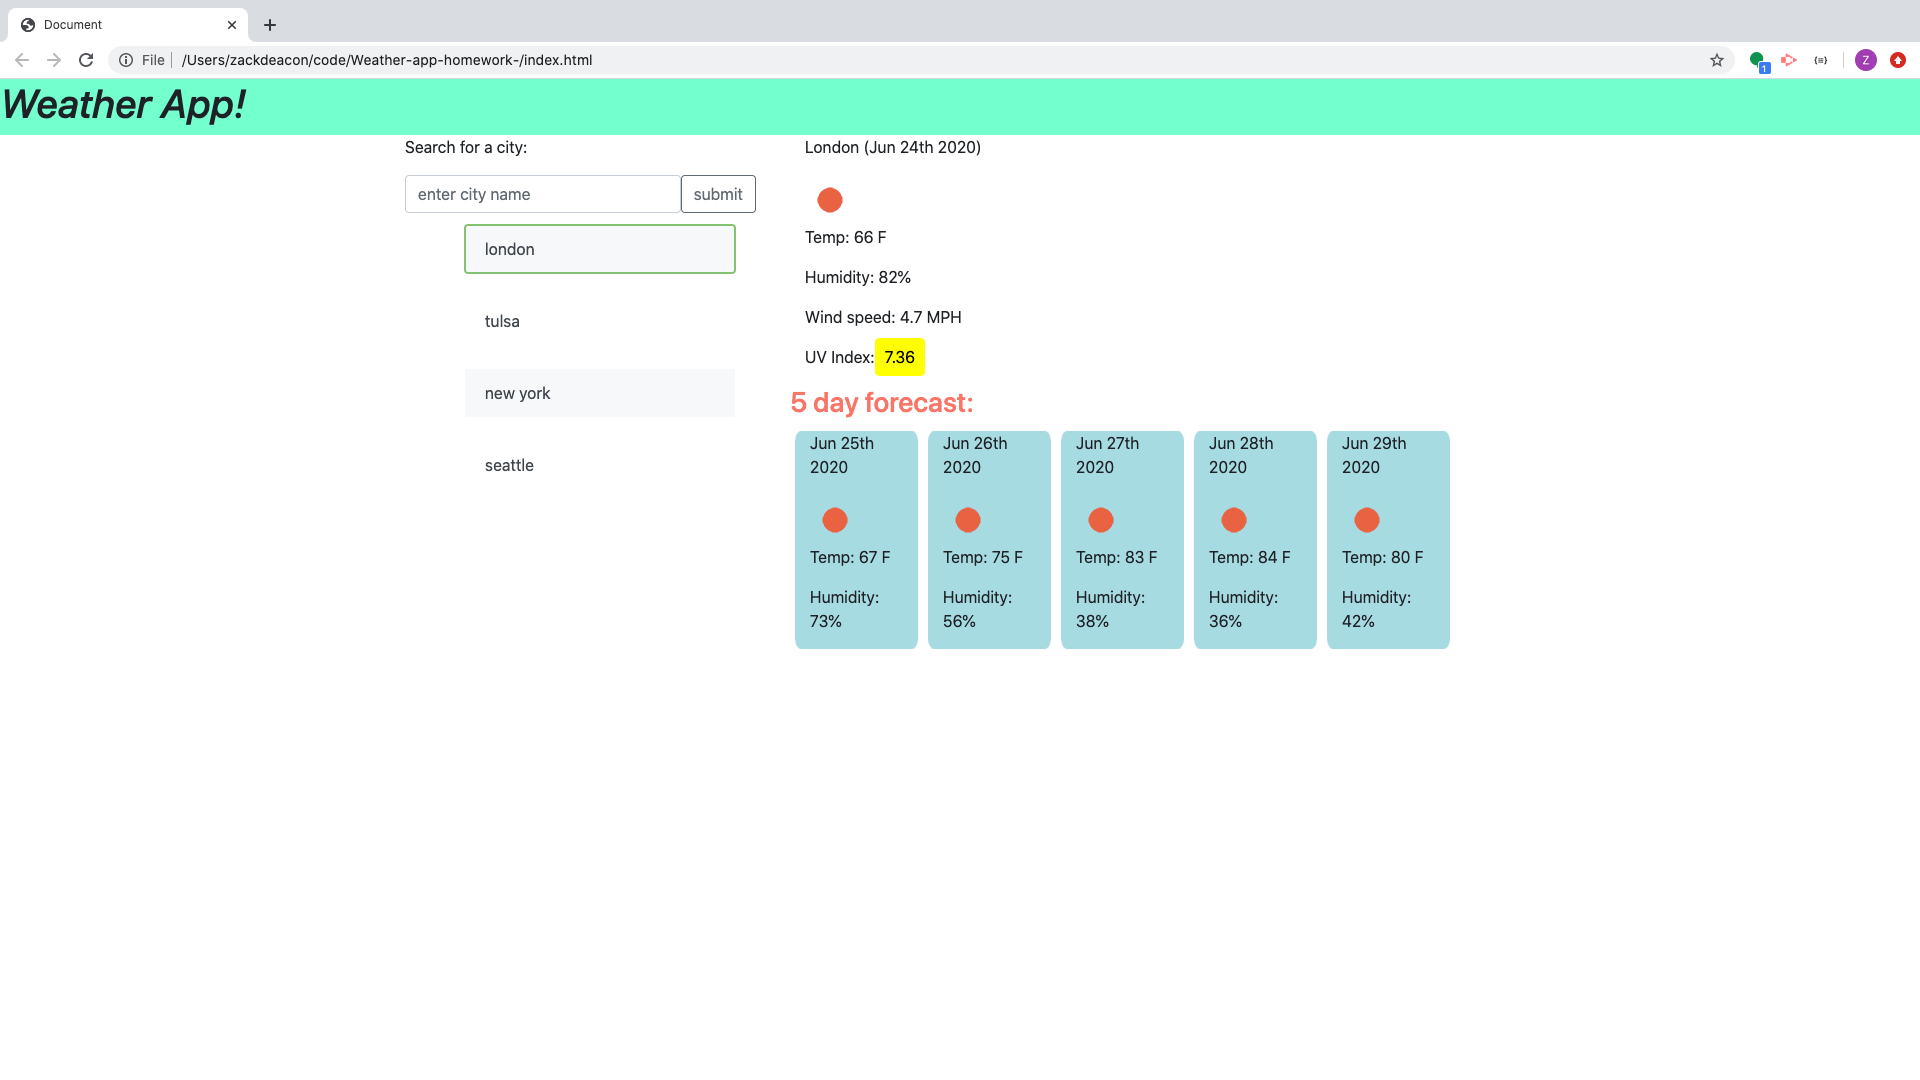 Document
File
/Users/zackdeacon/code/Weather-app-homework-/index.html
1
Z
Weather App!
Search for a city:
enter city name
submit
london
tulsa
new york
seattle
London (Jun 24th 2020)
Temp: 66 F
Humidity: 82%
Wind speed: 4.7 MPH
UV Index: 7.36
5 day forecast:
Jun 25th
2020
Temp: 67 F
Humidity:
73%
Jun 26th
2020
Temp: 75 F
Humidity:
56%
Jun 27th
2020
Temp: 83 F
Humidity:
38%
Jun 28th
2020
Temp: 84 F
Humidity:
36%
Jun 29th
2020
Temp: 80 F
Humidity:
42%